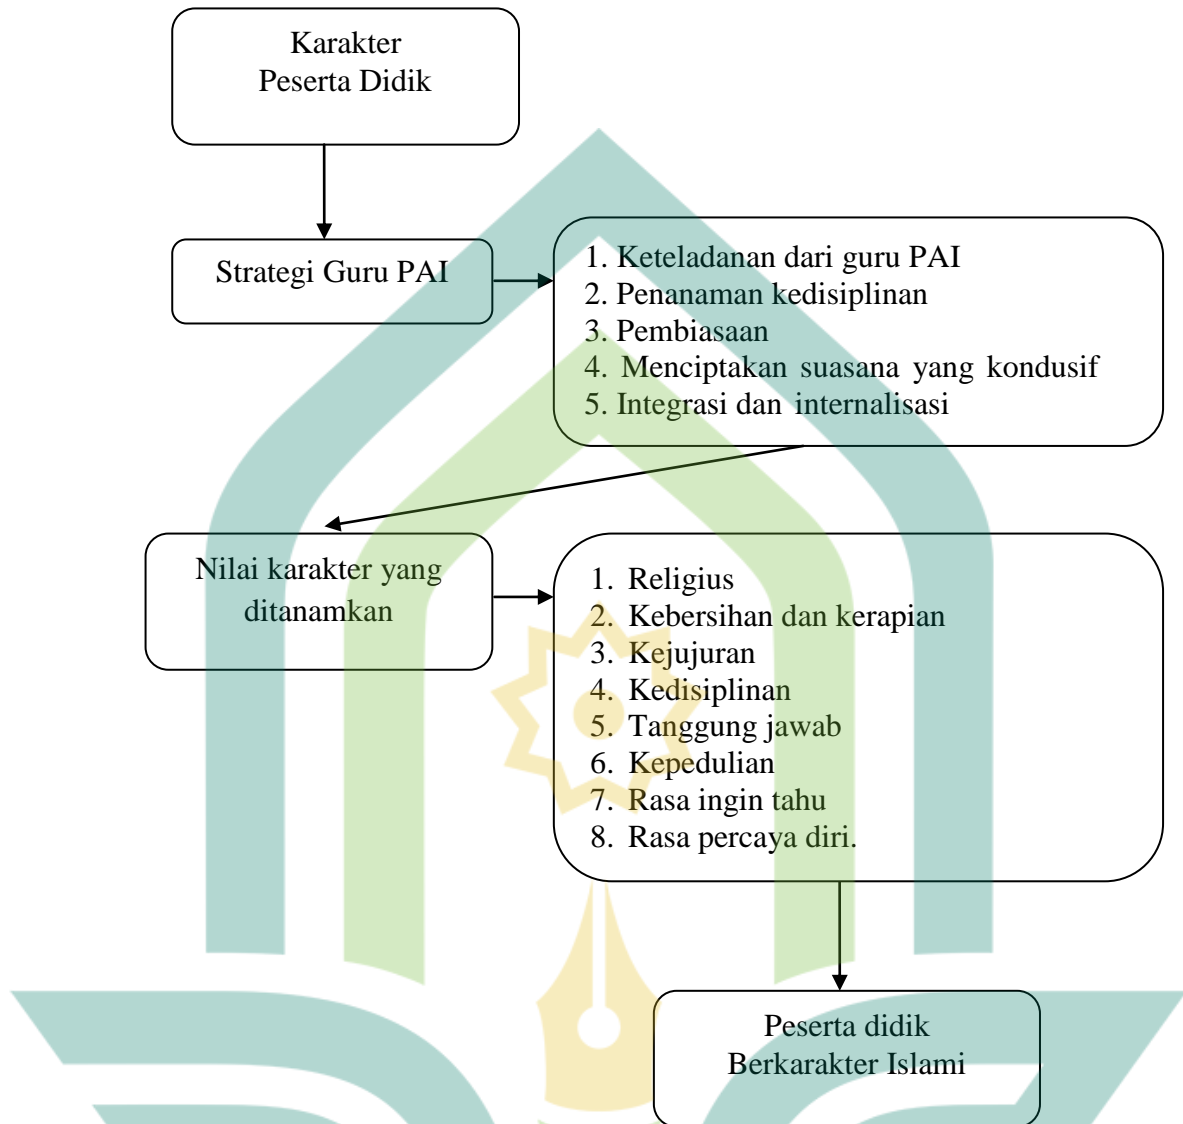 Karakter
Peserta Didik
Strategi Guru PAI
1. Keteladanan dari guru PAI
2. Penanaman kedisiplinan
3. Pembiasaan
4. Menciptakan suasana yang kondusif
5. Integrasi dan internalisasi
Nilai karakter yang
ditanamkan
1. Religius
2. Kebersihan dan kerapian
3. Kejujuran
4. Kedisiplinan
5. Tanggung jawab
6. Kepedulian
7. Rasa ingin tahu
8. Rasa percaya diri.
Peserta didik
Berkarakter Islami